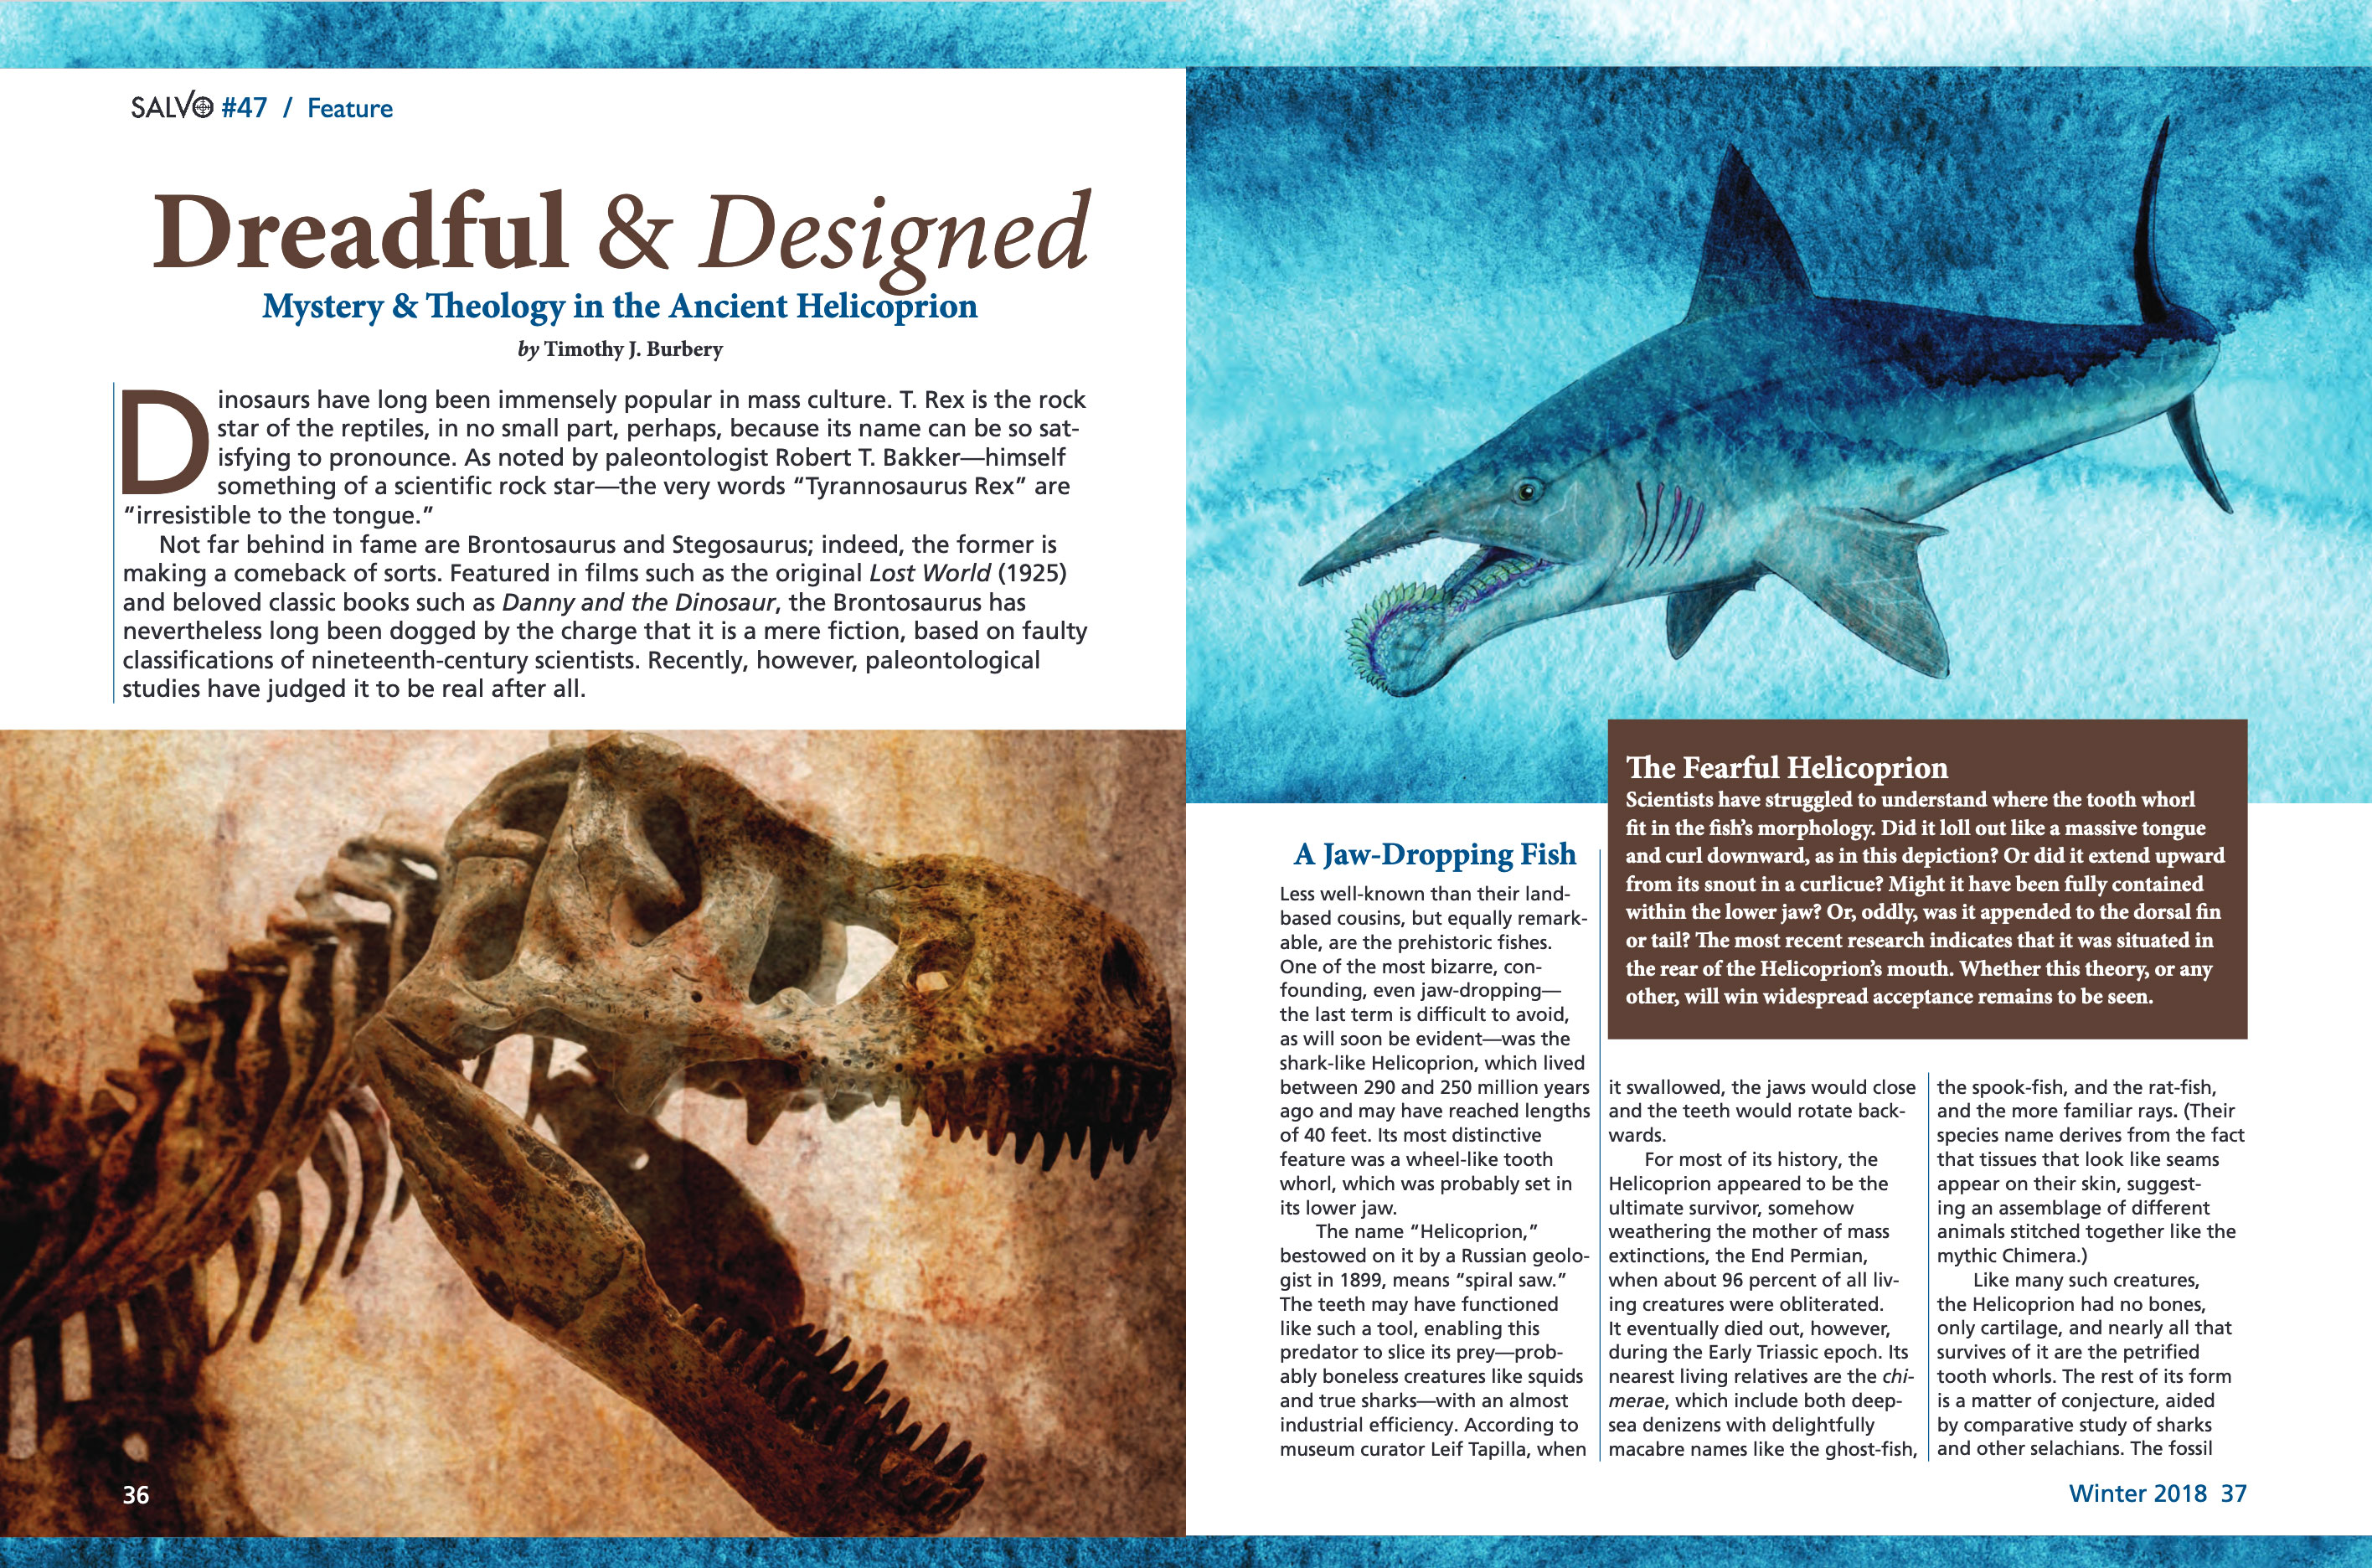 SALVO #47 / Feature
Dreadful & Designed
Mystery & Theology in the Ancient Helicoprion
by Timothy J. Burbery
Dinosaurs have long been immensely popular in mass culture. T. Rex is the rock
star of the reptiles, in no small part, perhaps, because its name can be so sat-
isfying to pronounce. As noted by paleontologist Robert T. Bakker—himself
something of a scientific rock star—the very words “Tyrannosaurus Rex” are
“irresistible to the tongue.”
Not far behind in fame are Brontosaurus and Stegosaurus; indeed, the former is
making a comeback of sorts. Featured in films such as the original Lost World (1925)
and beloved classic books such as Danny and the Dinosaur, the Brontosaurus has
nevertheless long been dogged by the charge that it is a mere fiction, based on faulty
classifications of nineteenth-century scientists. Recently, however, paleontological
studies have judged it to be real after all.
36
The Fearful Helicoprion
Scientists have struggled to understand where the tooth whorl
fit in the fish’s morphology. Did it loll out like a massive tongue
and curl downward, as in this depiction? Or did it extend upward
from its snout in a curlicue? Might it have been fully contained
within the lower jaw? Or, oddly, was it appended to the dorsal fin
or tail? The most recent research indicates that it was situated in
the rear of the Helicoprion’s mouth. Whether this theory, or any
other, will win widespread acceptance remains to be seen.
A Jaw-Dropping Fish
Less well-known than their land-
based cousins, but equally remark-
able, are the prehistoric fishes.
One of the most bizarre, con-
founding, even jaw-dropping—
the last term is difficult to avoid,
as will soon be evident—was the
shark-like Helicoprion, which lived
between 290 and 250 million years
ago and may have reached lengths
of 40 feet. Its most distinctive
feature was a wheel-like tooth
whorl, which was probably set in
its lower jaw.
The name “Helicoprion,”
bestowed on it by a Russian geolo-
gist in 1899, means “spiral saw.”
The teeth may have functioned
like such a tool, enabling this
predator to slice its prey—prob-
ably boneless creatures like squids
and true sharks—with an almost
industrial efficiency. According to
museum curator Leif Tapilla, when
it swallowed, the jaws would close
and the teeth would rotate back-
wards.
For most of its history, the
Helicoprion appeared to be the
ultimate survivor, somehow
weathering the mother of mass
extinctions, the End Permian,
when about 96 percent of all liv-
ing creatures were obliterated.
It eventually died out, however,
during the Early Triassic epoch. Its
nearest living relatives are the chi-
merae, which include both deep-
sea denizens with delightfully
macabre names like the ghost-fish,
the spook-fish, and the rat-fish,
and the more familiar rays. (Their
species name derives from the fact
that tissues that look like seams
appear on their skin, suggest-
ing an assemblage of different
animals stitched together like the
mythic Chimera.)
Like many such creatures,
the Helicoprion had no bones,
only cartilage, and nearly all that
survives of it are the petrified
tooth whorls. The rest of its form
is a matter of conjecture, aided
by comparative study of sharks
and other selachians. The fossil
Winter 2018 37